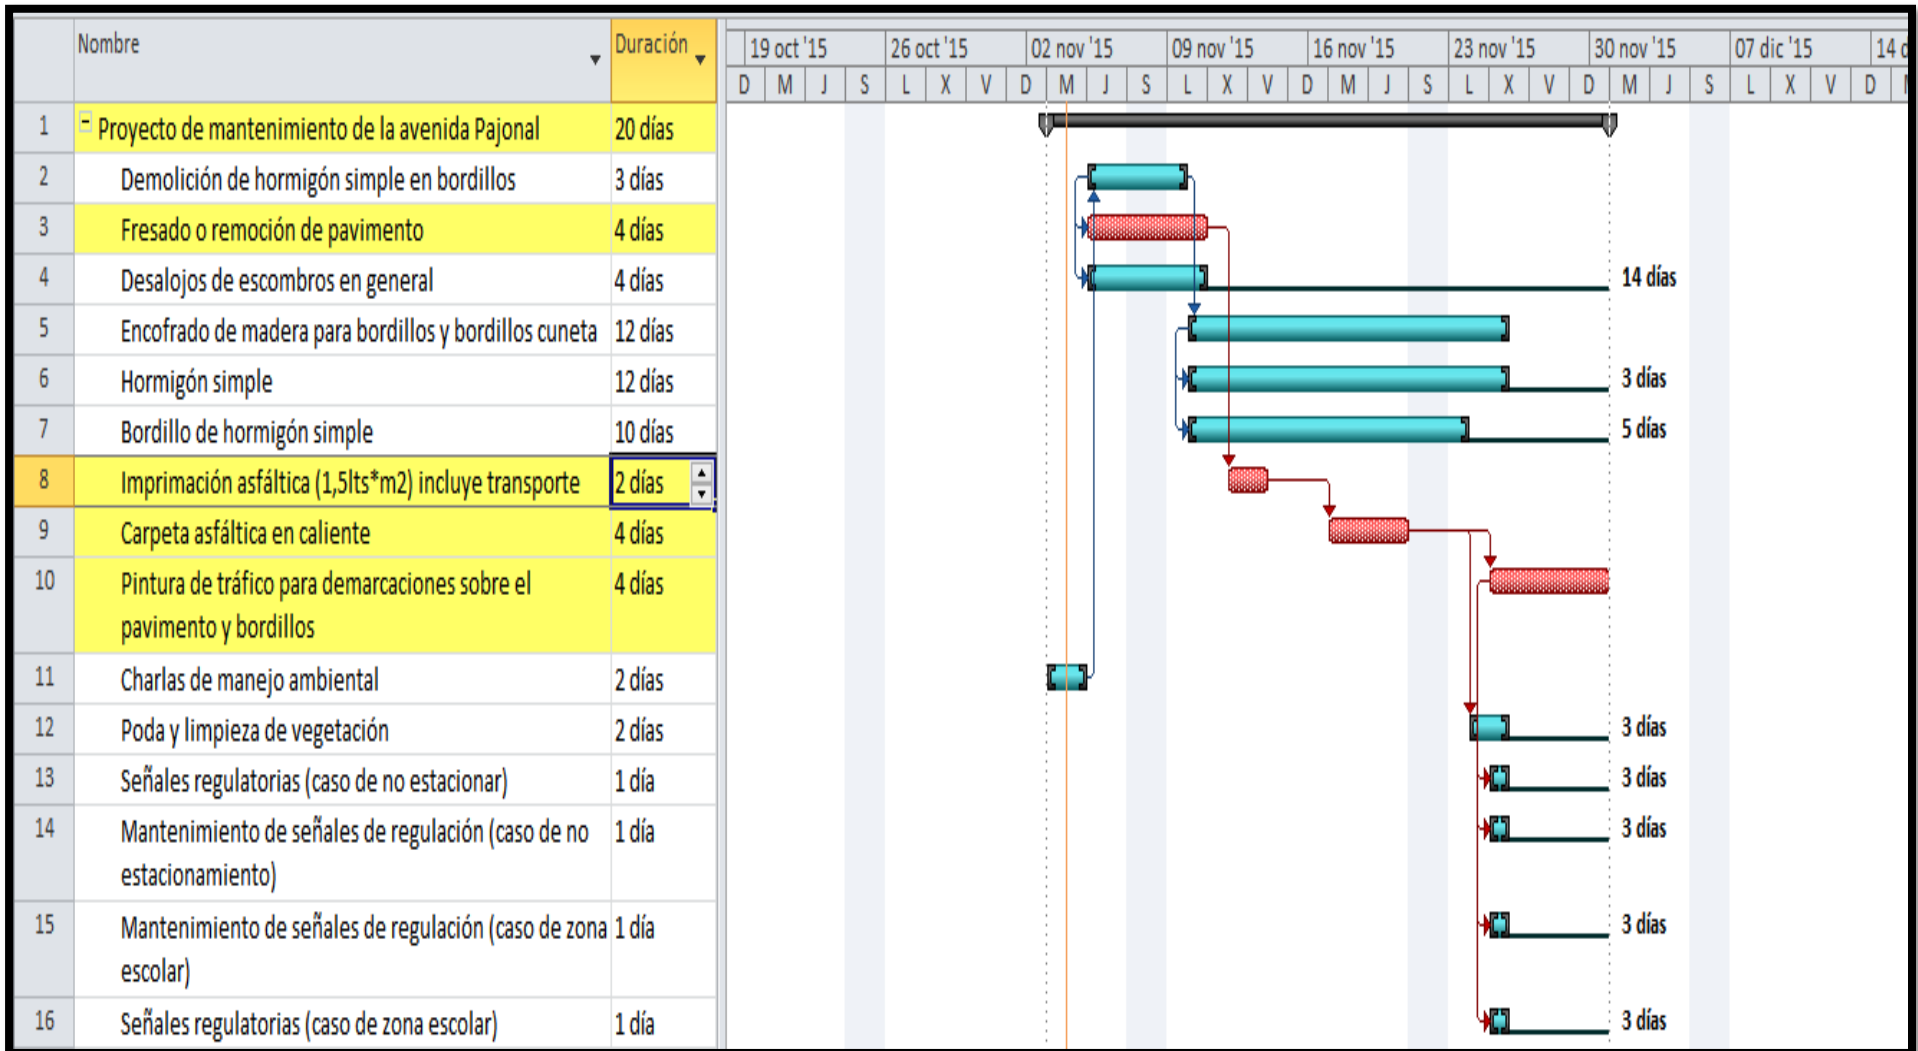 Nombre Duración
19 oct '15 26 oct '15 02 nov '15 09 nov '15 16 nov '15 23 nov '15 30 nov '15 07 dic '15 14 d
D M J S L X V D M J S L X V D M J S L X V D M J S L X V D
1 Proyecto de mantenimiento de la avenida Pajonal 20 días
2 Demolición de hormigón simple en bordillos 3 días
3 Fresado o remoción de pavimento 4 días
4 Desalojos de escombros en general 4 días 14 días
5 Encofrado de madera para bordillos y bordillos cuneta 12 días
6 Hormigón simple 12 días 3 días
7 Bordillo de hormigón simple 10 días 5 días
8 Imprimación asfáltica (1,5lts*m2) incluye transporte 2 días
9 Carpeta asfáltica en caliente 4 días
10 Pintura de tráfico para demarcaciones sobre el 4 días
pavimento y bordillos
11 Charlas de manejo ambiental 2 días
12 Poda y limpieza de vegetación 2 días 3 días
13 Señales regulatorias (caso de no estacionar) 1 día 3 días
14 Mantenimiento de señales de regulación (caso de no 1 día 3 días
estacionamiento)
15 Mantenimiento de señales de regulación (caso de zona 1 día 3 días
escolar)
16 Señales regulatorias (caso de zona escolar) 1 día 3 días